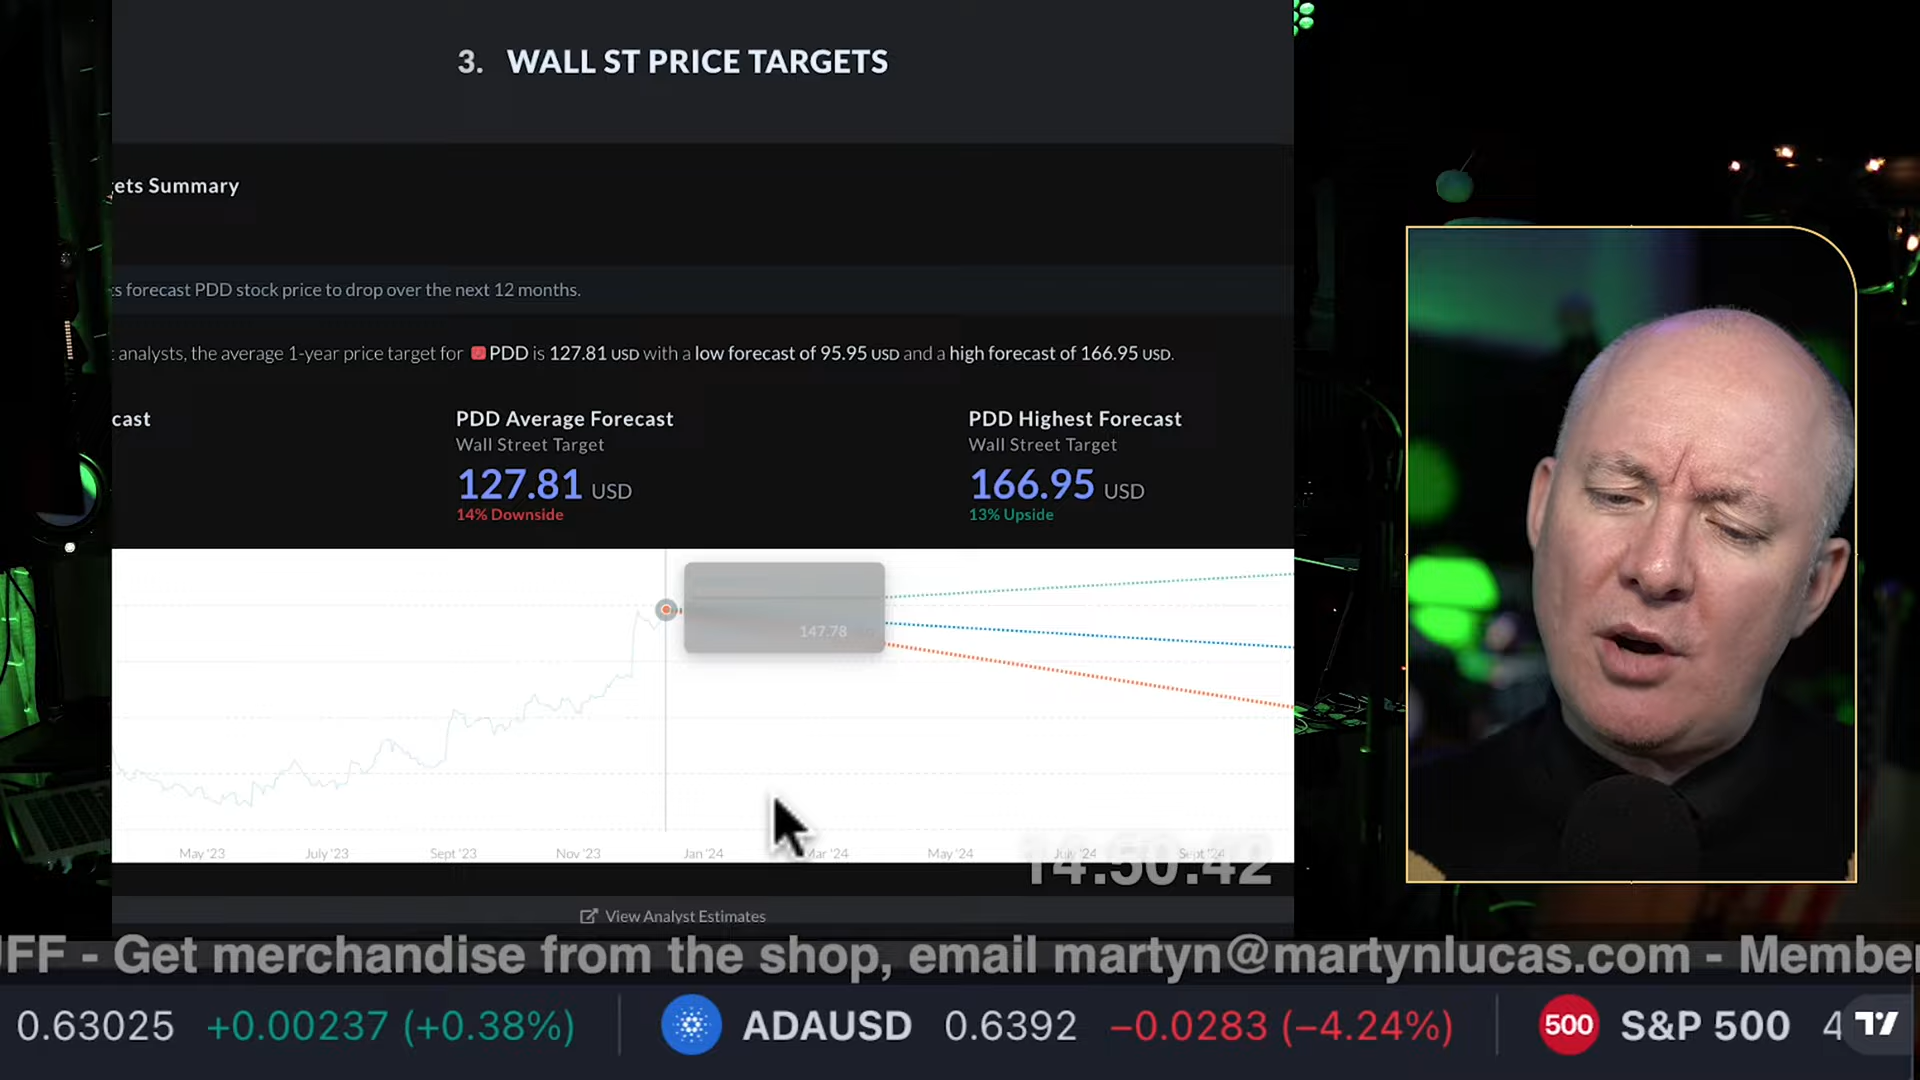 3. WALL ST PRICE TARGETS
ets Summary
s forecast PDD stock price to drop over the next 12 months.
analysts, the average 1-year price target for PDD is 127.81 USD with a low forecast of 95.95 USD and a high forecast of 166.95 USD.
cast
PDD Average Forecast
Wall Street Target
127.81 USD
14% Downside
PDD Highest Forecast
Wall Street Target
166.95 USD
13% Upside
147.78
May '23 July '23 Sept '23 Nov '23 Jan '24 Mar '24 May '24 July '24 Sept '24
14:50:42
View Analyst Estimates
UFF - Get merchandise from the shop, email martyn@martynlucas.com - Member
0.63025 +0.00237 (+0.38%) ADAUSD 0.6392 −0.0283 (−4.24%) 500 S&P 500 4